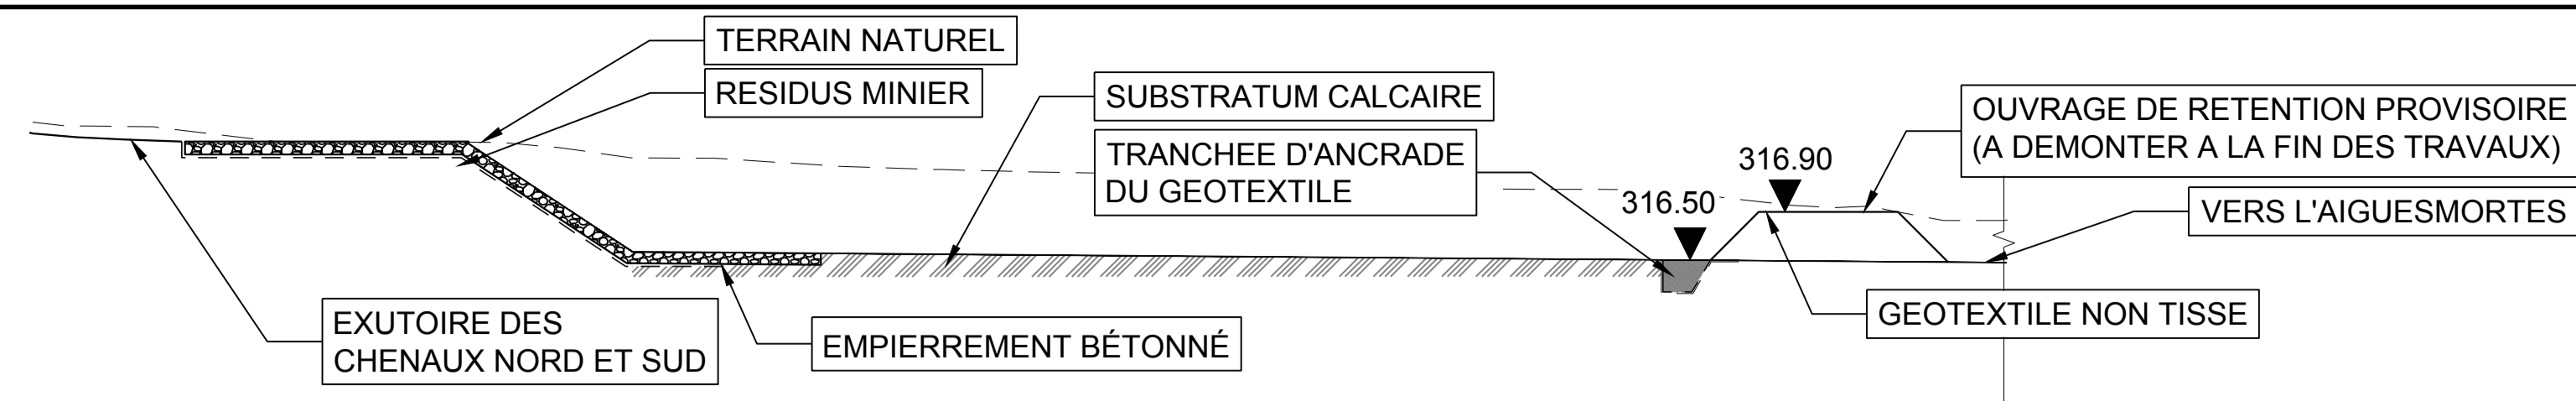 TERRAIN NATUREL
RESIDUS MINIER
SUBSTRATUM CALCAIRE
TRANCHEE D'ANCRADE
DU GEOTEXTILE
316.50
316.90
OUVRAGE DE RETENTION PROVISOIRE
(A DEMONTER A LA FIN DES TRAVAUX)
VERS L'AIGUESMORTES
GEOTEXTILE NON TISSE
EXUTOIRE DES
CHENAUX NORD ET SUD
EMPIERREMENT BÉTONNÉ